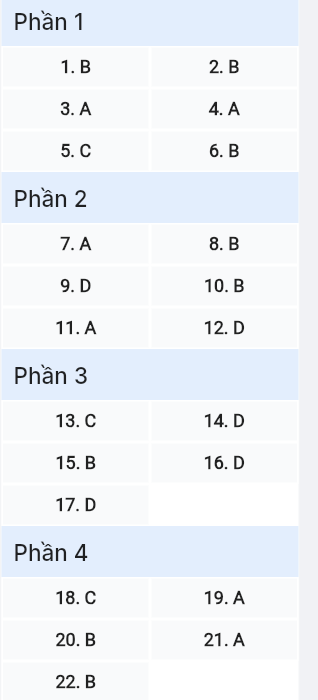 Phần 1
1. B 2. B
3. A 4. A
5. C 6. B
Phần 2
7. A 8. B
9. D 10. B
11. A 12. D
Phần 3
13. C 14. D
15. B 16. D
17. D
Phần 4
18. C 19. A
20. B 21. A
22. B